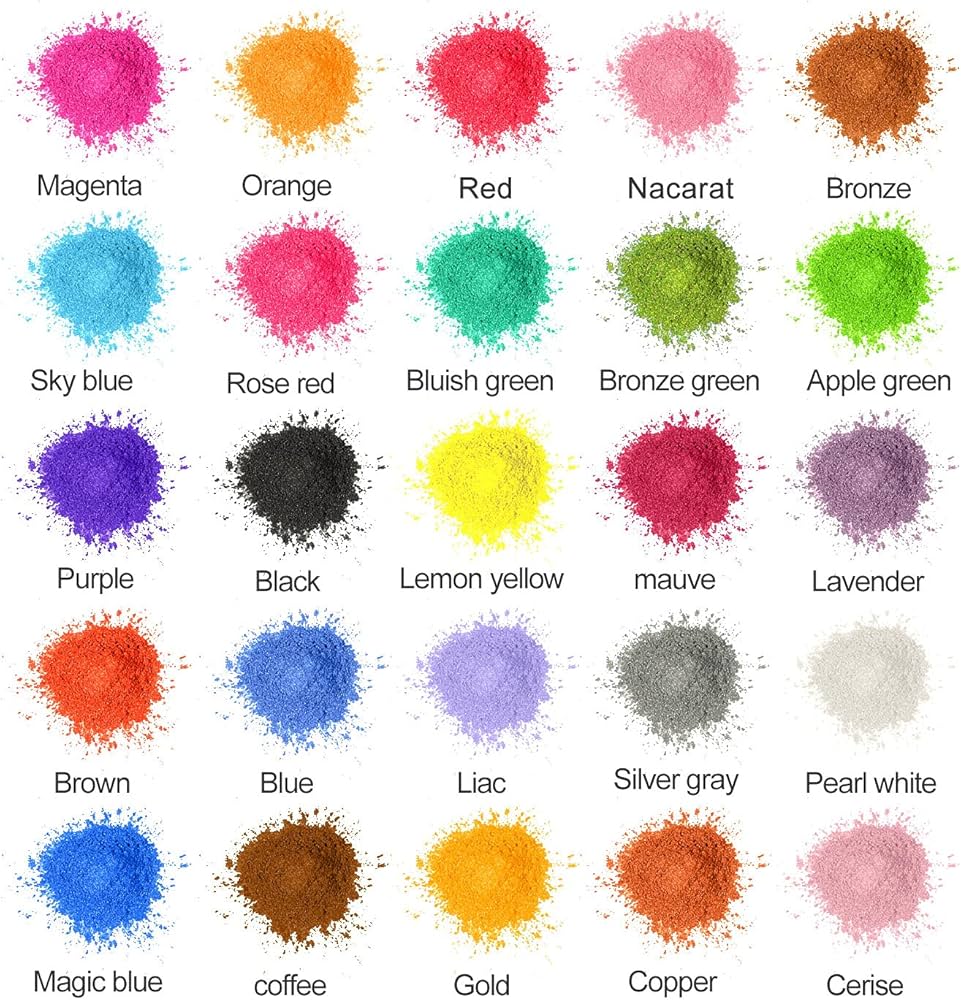 Magenta
Orange
Red
Nacarat
Bronze
Sky blue
Rose red
Bluish green
Bronze green
Apple green
Purple
Black
Lemon yellow
mauve
Lavender
Brown
Blue
Liac
Silver gray
Pearl white
Magic blue
coffee
Gold
Copper
Cerise